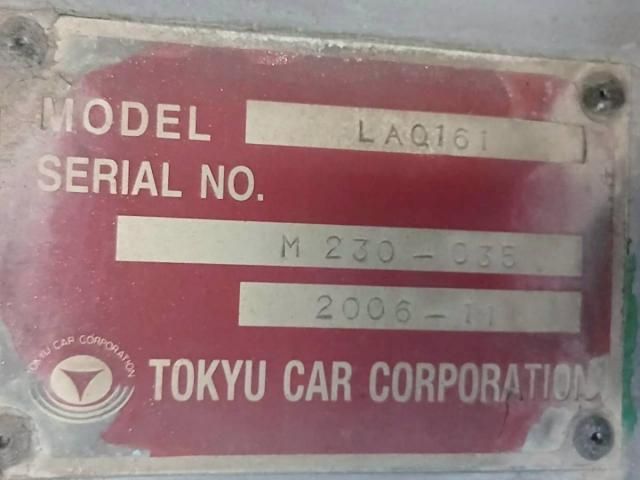 MODEL LAQ161
SERIAL NO.
M 230-035
2006-11
TOKYU CAR CORPORATION
TOKYU CAR CORPORATION